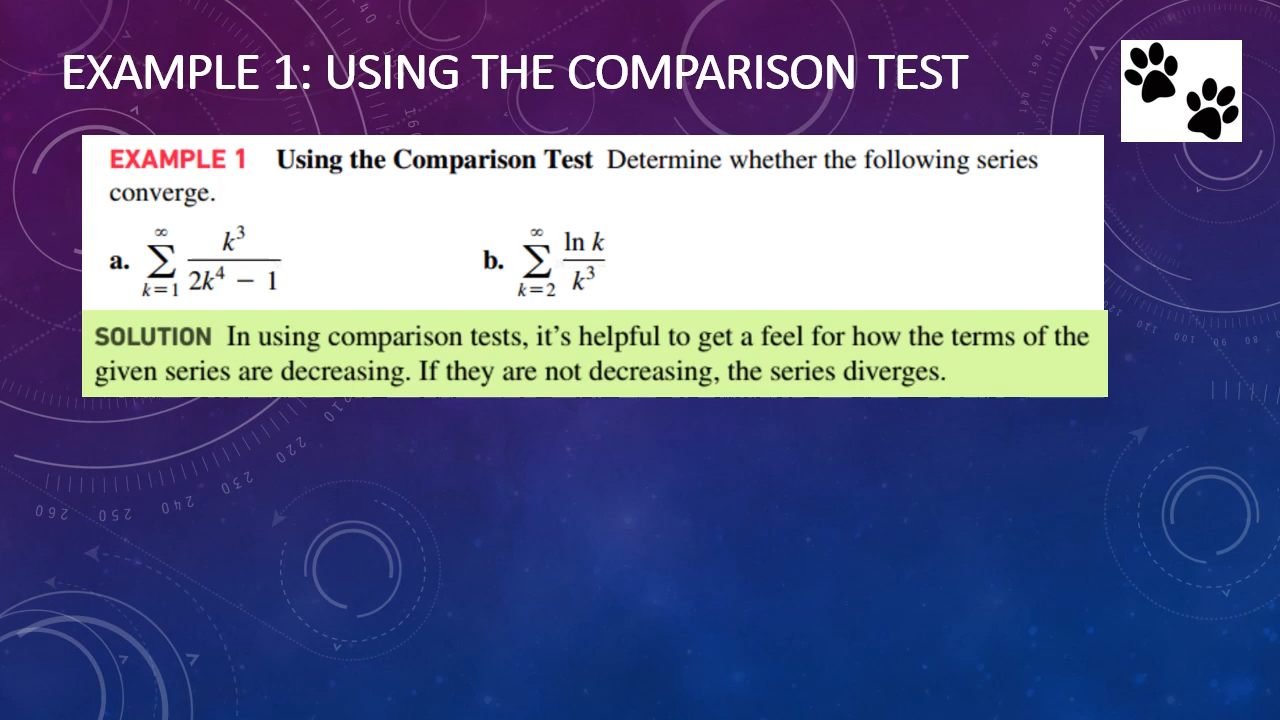 EXAMPLE 1: USING THE COMPARISON TEST
EXAMPLE 1 Using the Comparison Test Determine whether the following series
converge.
a. ∞∑k=1 k³/(2k⁴ − 1) b. ∞∑k=2 ln k/k³
SOLUTION In using comparison tests, it's helpful to get a feel for how the terms of the
given series are decreasing. If they are not decreasing, the series diverges.